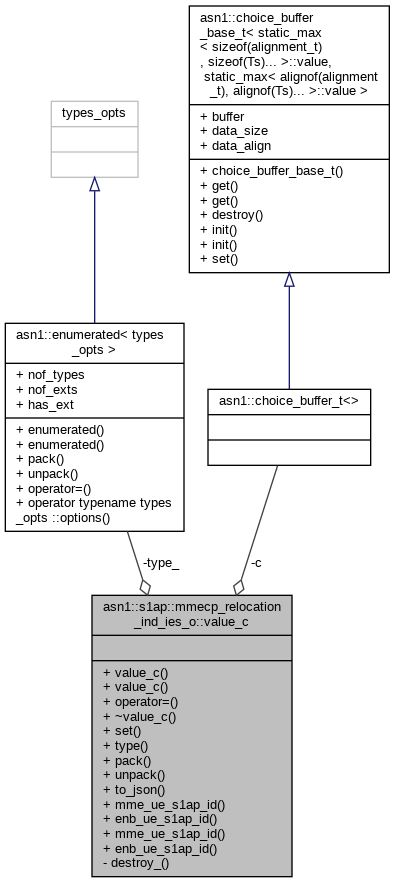 asn1::choice_buffer
_base_t< static_max
< sizeof(alignment_t)
, sizeof(Ts)... >::value,
static_max< alignof(alignment
_t), alignof(Ts)... >::value >
+ buffer
+ data_size
+ data_align
+ choice_buffer_base_t()
+ get()
+ get()
+ destroy()
+ init()
+ init()
+ set()
types_opts
asn1::enumerated< types
_opts >
+ nof_types
+ nof_exts
+ has_ext
+ enumerated()
+ enumerated()
+ pack()
+ unpack()
+ operator=()
+ operator typename types
_opts ::options()
asn1::choice_buffer_t<>
-type_
-c
asn1::s1ap::mmecp_relocation
_ind_ies_o::value_c
+ value_c()
+ value_c()
+ operator=()
+ ~value_c()
+ set()
+ type()
+ pack()
+ unpack()
+ to_json()
+ mme_ue_s1ap_id()
+ enb_ue_s1ap_id()
+ mme_ue_s1ap_id()
+ enb_ue_s1ap_id()
- destroy_()